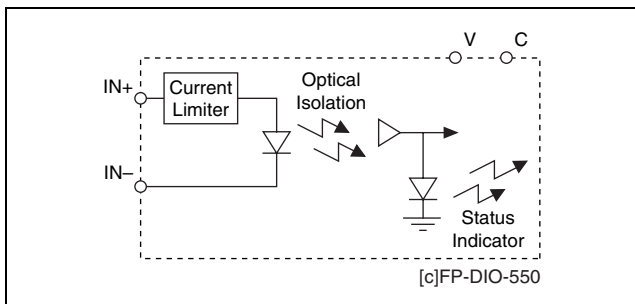 V
C
IN+
Current
Limiter
Optical
Isolation
IN–
Status
Indicator
[c]FP-DIO-550